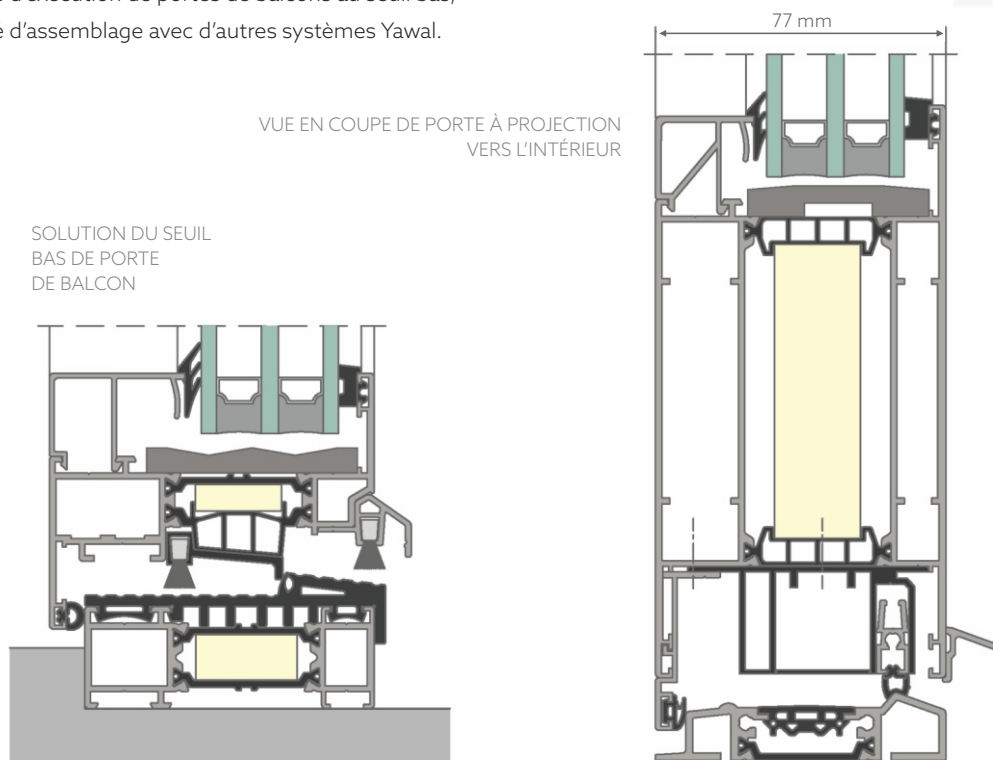 d'assemblage avec d'autres systèmes Yawal.
77 mm
VUE EN COUPE DE PORTE À PROJECTION
VERS L'INTÉRIEUR
SOLUTION DU SEUIL
BAS DE PORTE
DE BALCON